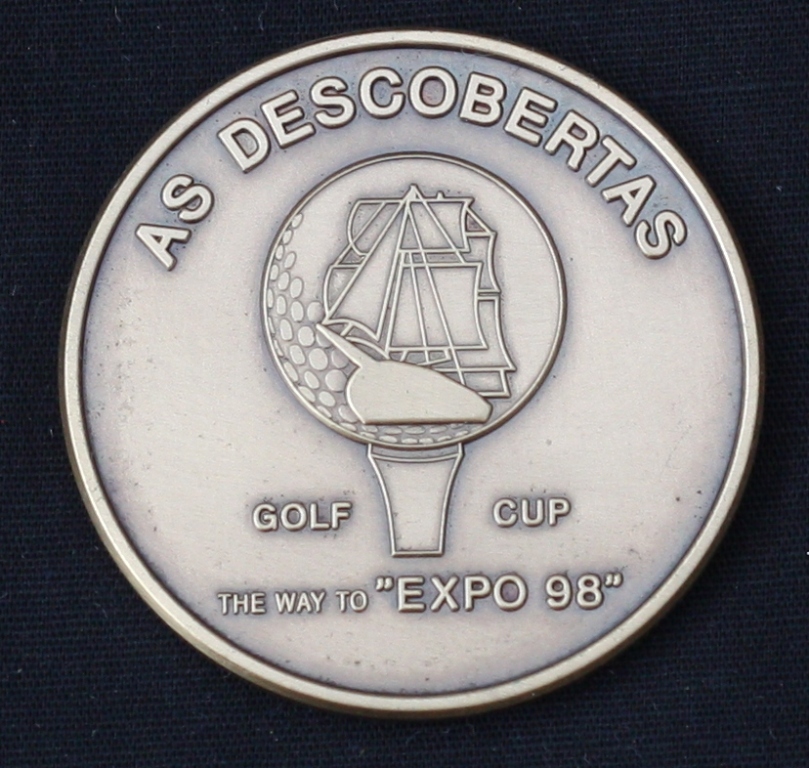 AS DESCOBERTAS
GOLF CUP
THE WAY TO "EXPO 98"